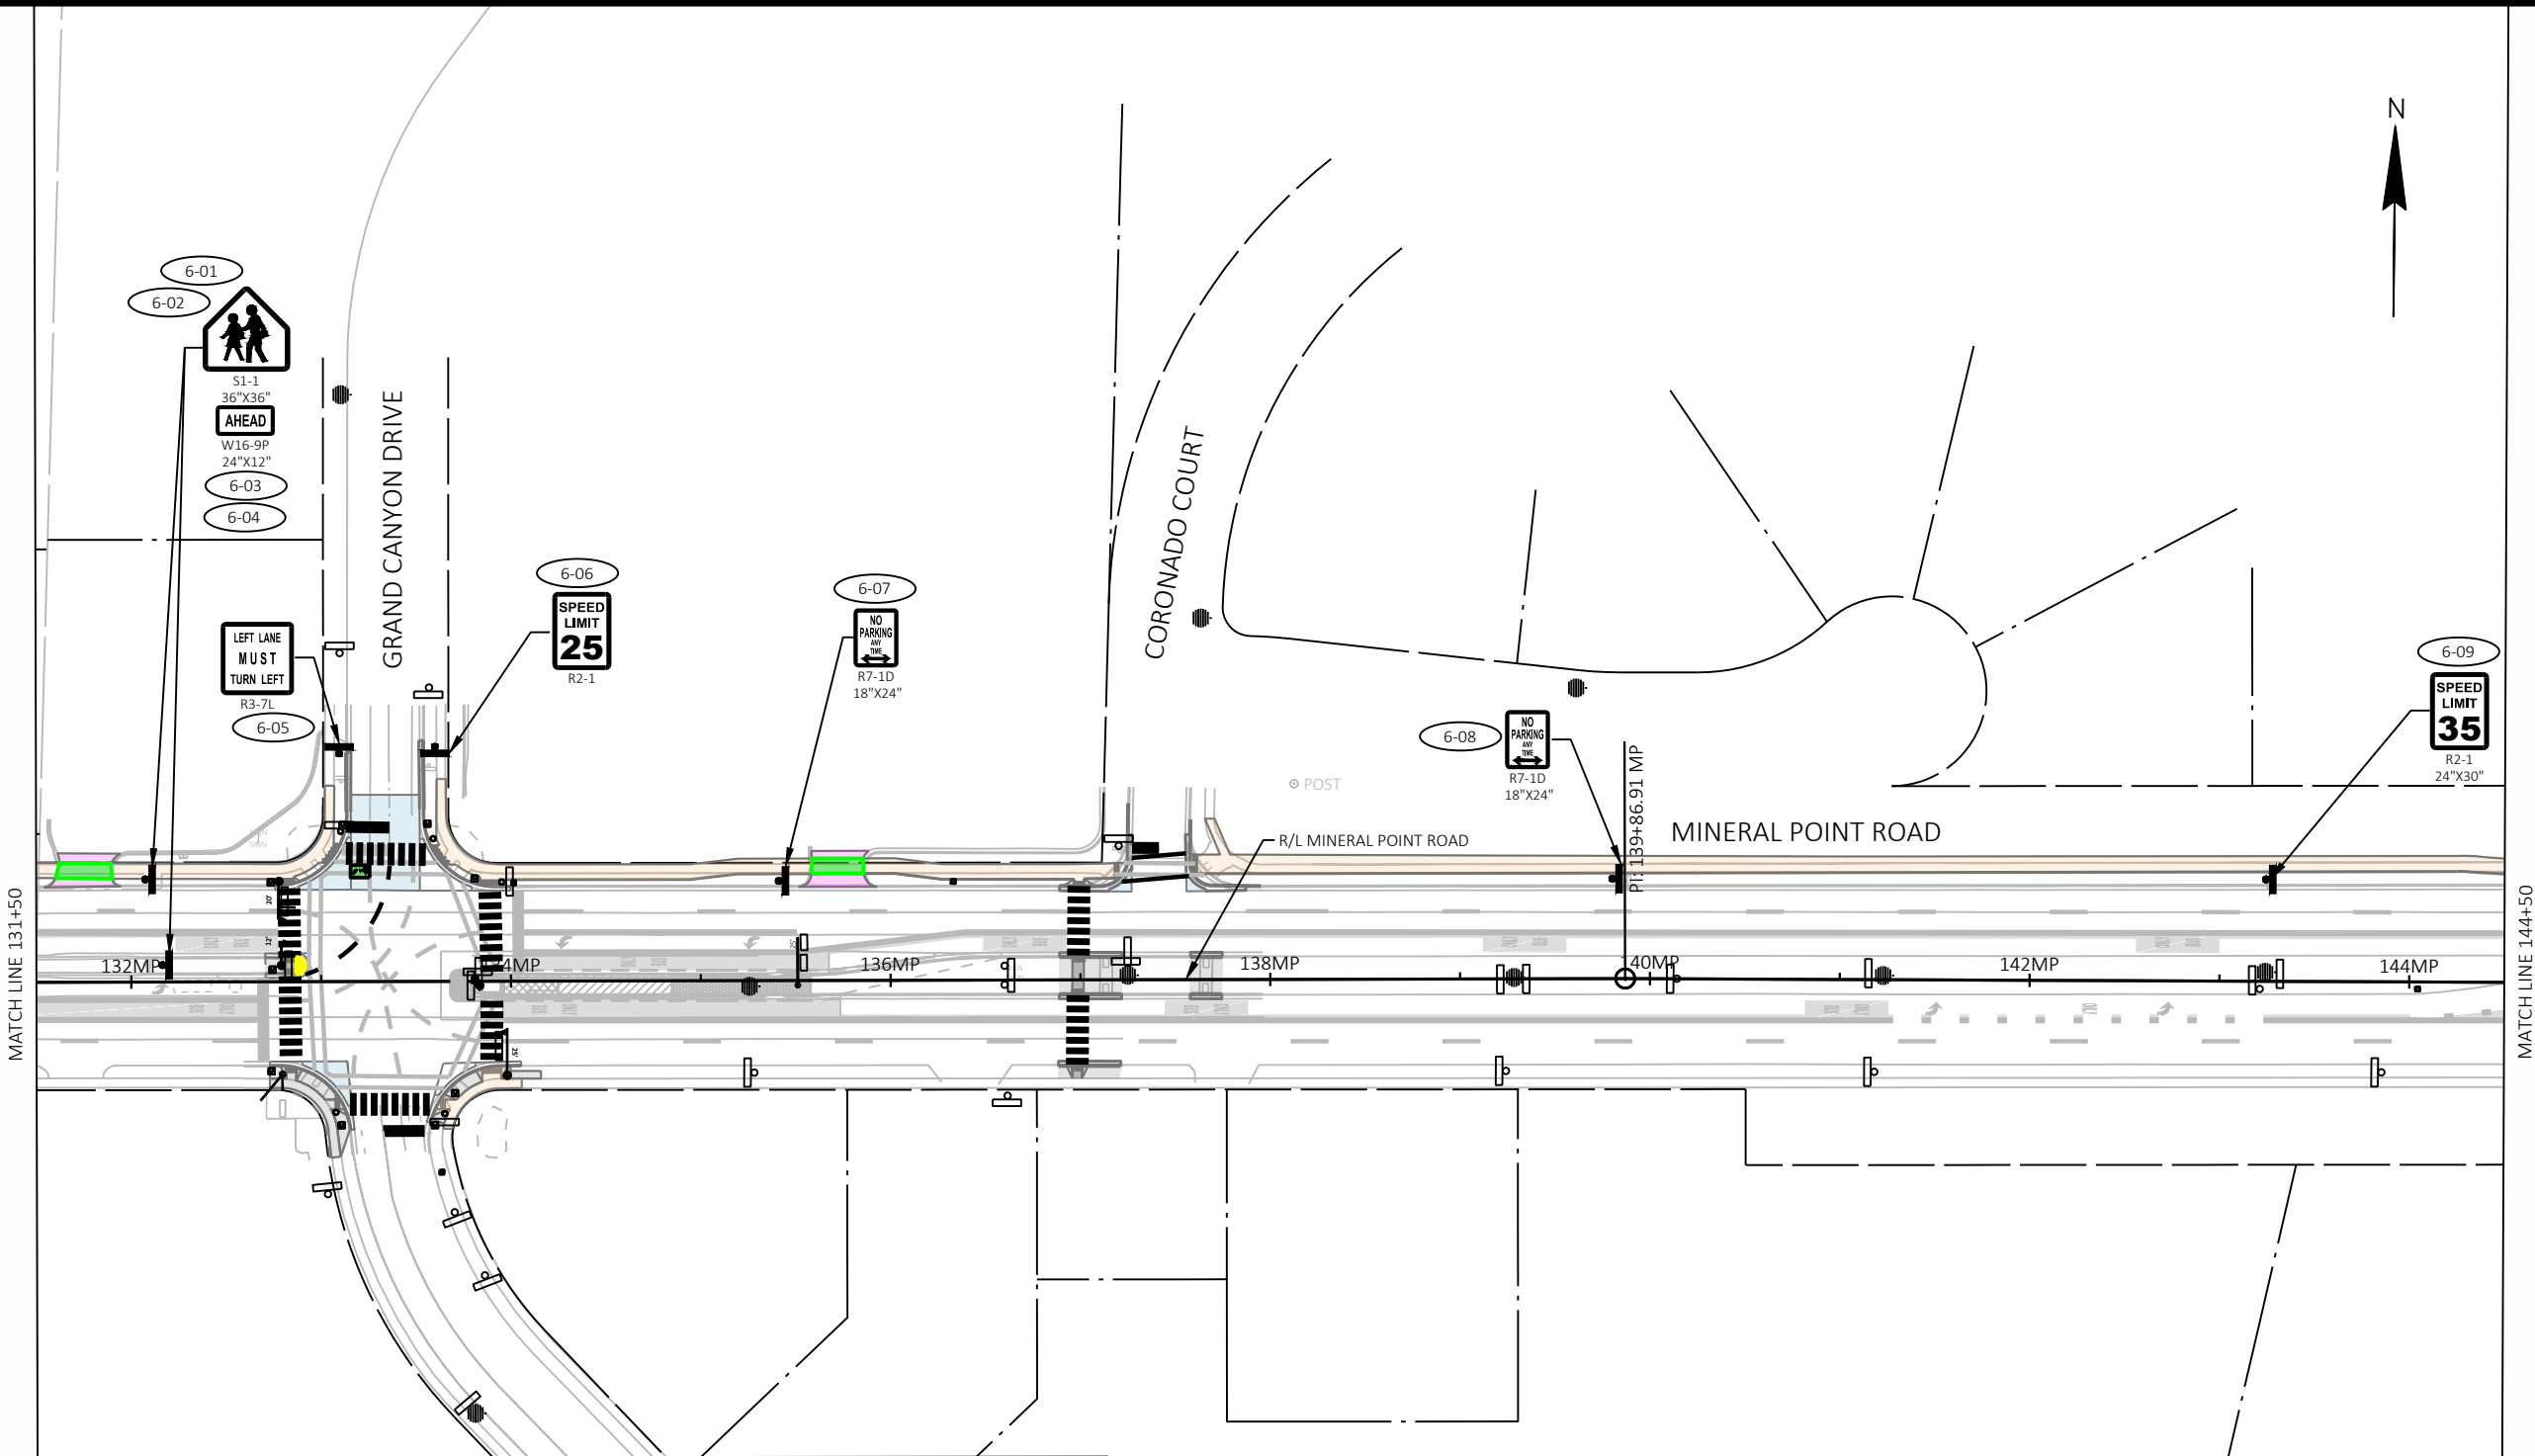 N
6-01
6-02
S1-1
36"X36"
AHEAD
W16-9P
24"X12"
6-03
6-04
GRAND CANYON DRIVE
LEFT LANE
MUST
TURN LEFT
R3-7L
6-05
6-06
SPEED
LIMIT
25
R2-1
6-07
NO
PARKING
ANY
TIME
R7-1D
18"X24"
CORONADO COURT
6-08
NO
PARKING
ANY
TIME
R7-1D
18"X24"
PI: 139+86.91 MP
6-09
SPEED
LIMIT
35
R2-1
24"X30"
POST
R/L MINERAL POINT ROAD
MINERAL POINT ROAD
MATCH LINE 131+50
20'
12'
25'
132MP
136MP
138MP
140MP
142MP
144MP
25'
MATCH LINE 144+50